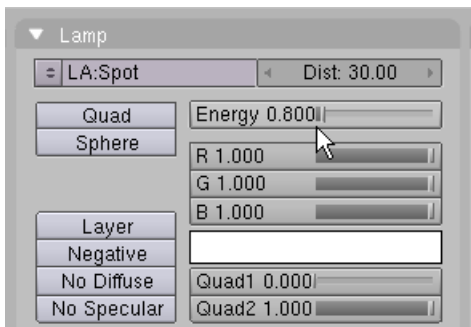 Lamp
LA:Spot Dist: 30.00
Quad Energy 0.800
Sphere R 1.000
G 1.000
Layer B 1.000
Negative
No Diffuse Quad1 0.000
No Specular Quad2 1.000